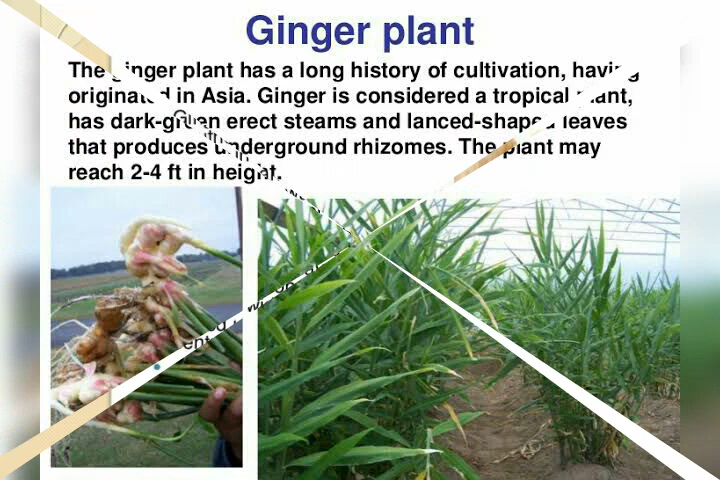 Ginger plant
The ginger plant has a long history of cultivation, having
originated in Asia. Ginger is considered a tropical plant,
has dark-green erect steams and lanced-shaped leaves
that produces underground rhizomes. The plant may
reach 2-4 ft in height.